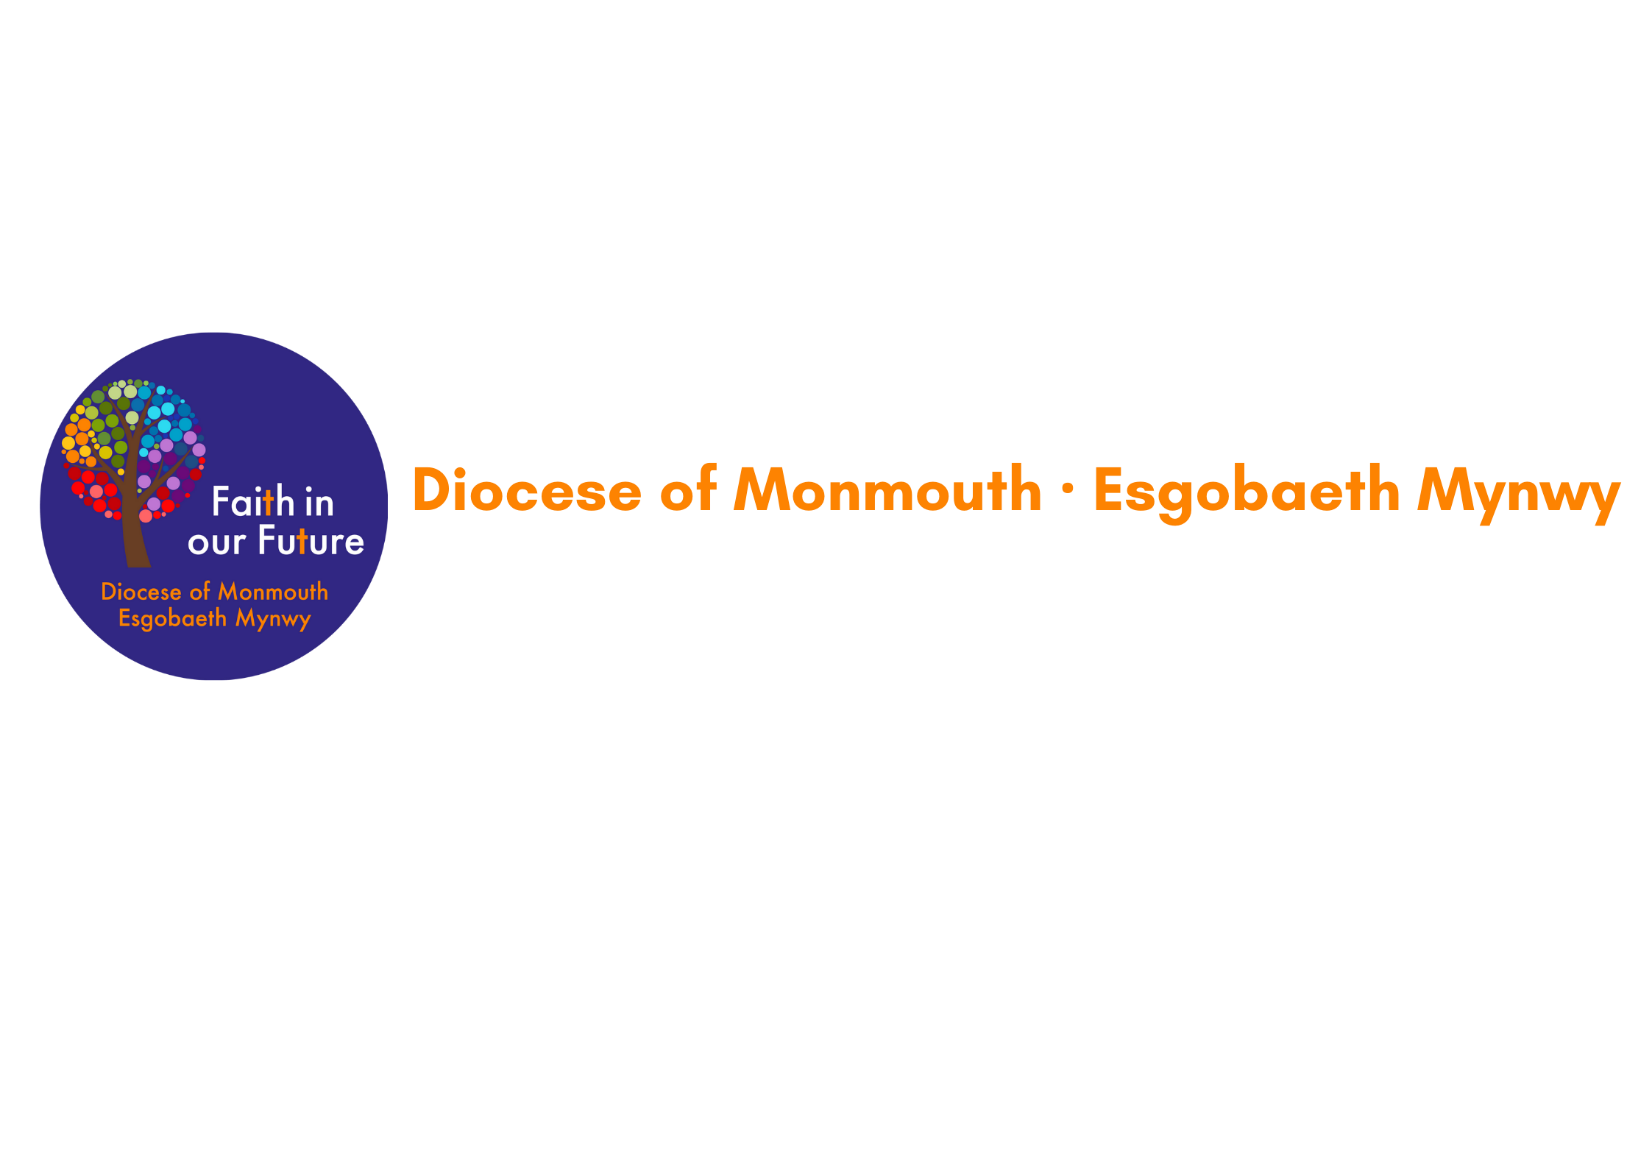 Faith in
our Future
Diocese of Monmouth
Esgobaeth Mynwy
Diocese of Monmouth · Esgobaeth Mynwy